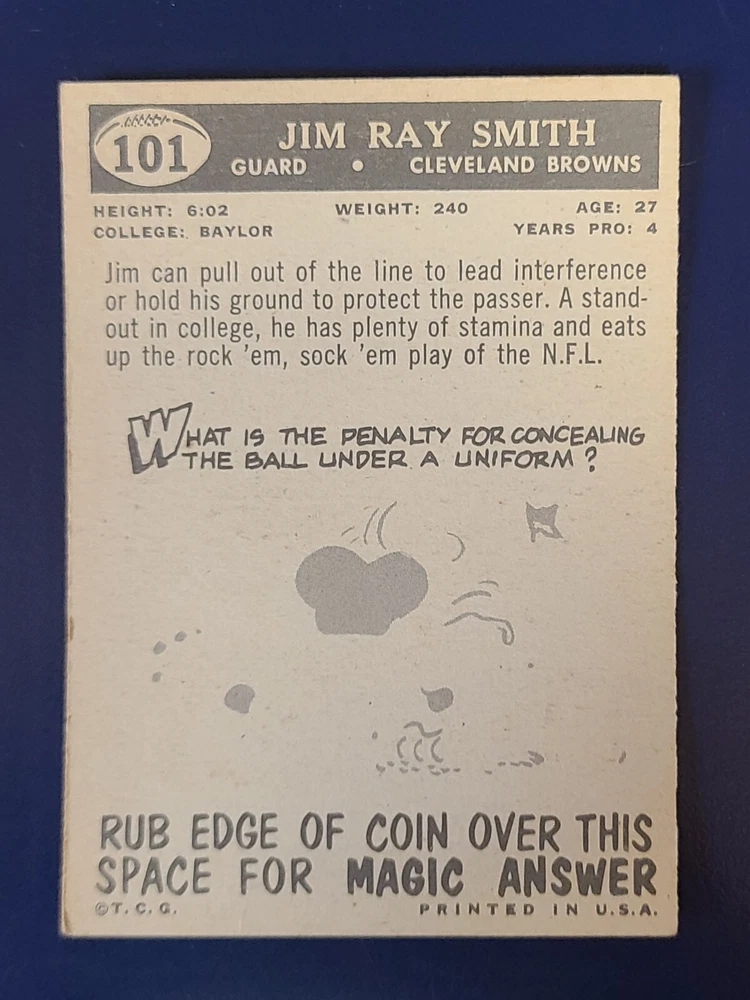 101
JIM RAY SMITH
GUARD • CLEVELAND BROWNS
HEIGHT: 6:02 WEIGHT: 240 AGE: 27
COLLEGE: BAYLOR YEARS PRO: 4
Jim can pull out of the line to lead interference
or hold his ground to protect the passer. A stand-
out in college, he has plenty of stamina and eats
up the rock 'em, sock 'em play of the N.F.L.
WHAT IS THE PENALTY FOR CONCEALING
THE BALL UNDER A UNIFORM?
RUB EDGE OF COIN OVER THIS
SPACE FOR MAGIC ANSWER
©T.C.G. PRINTED IN U.S.A.